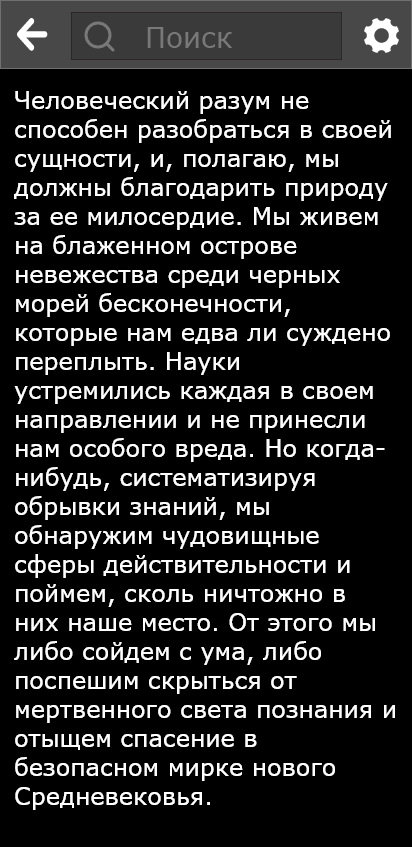 Поиск
Человеческий разум не
способен разобраться в своей
сущности, и, полагаю, мы
должны благодарить природу
за ее милосердие. Мы живем
на блаженном острове
невежества среди черных
морей бесконечности,
которые нам едва ли суждено
переплыть. Науки
устремились каждая в своем
направлении и не принесли
нам особого вреда. Но когда-
нибудь, систематизируя
обрывки знаний, мы
обнаружим чудовищные
сферы действительности и
поймем, сколь ничтожно в
них наше место. От этого мы
либо сойдем с ума, либо
поспешим скрыться от
мертвенного света познания и
отыщем спасение в
безопасном мирке нового
Средневековья.